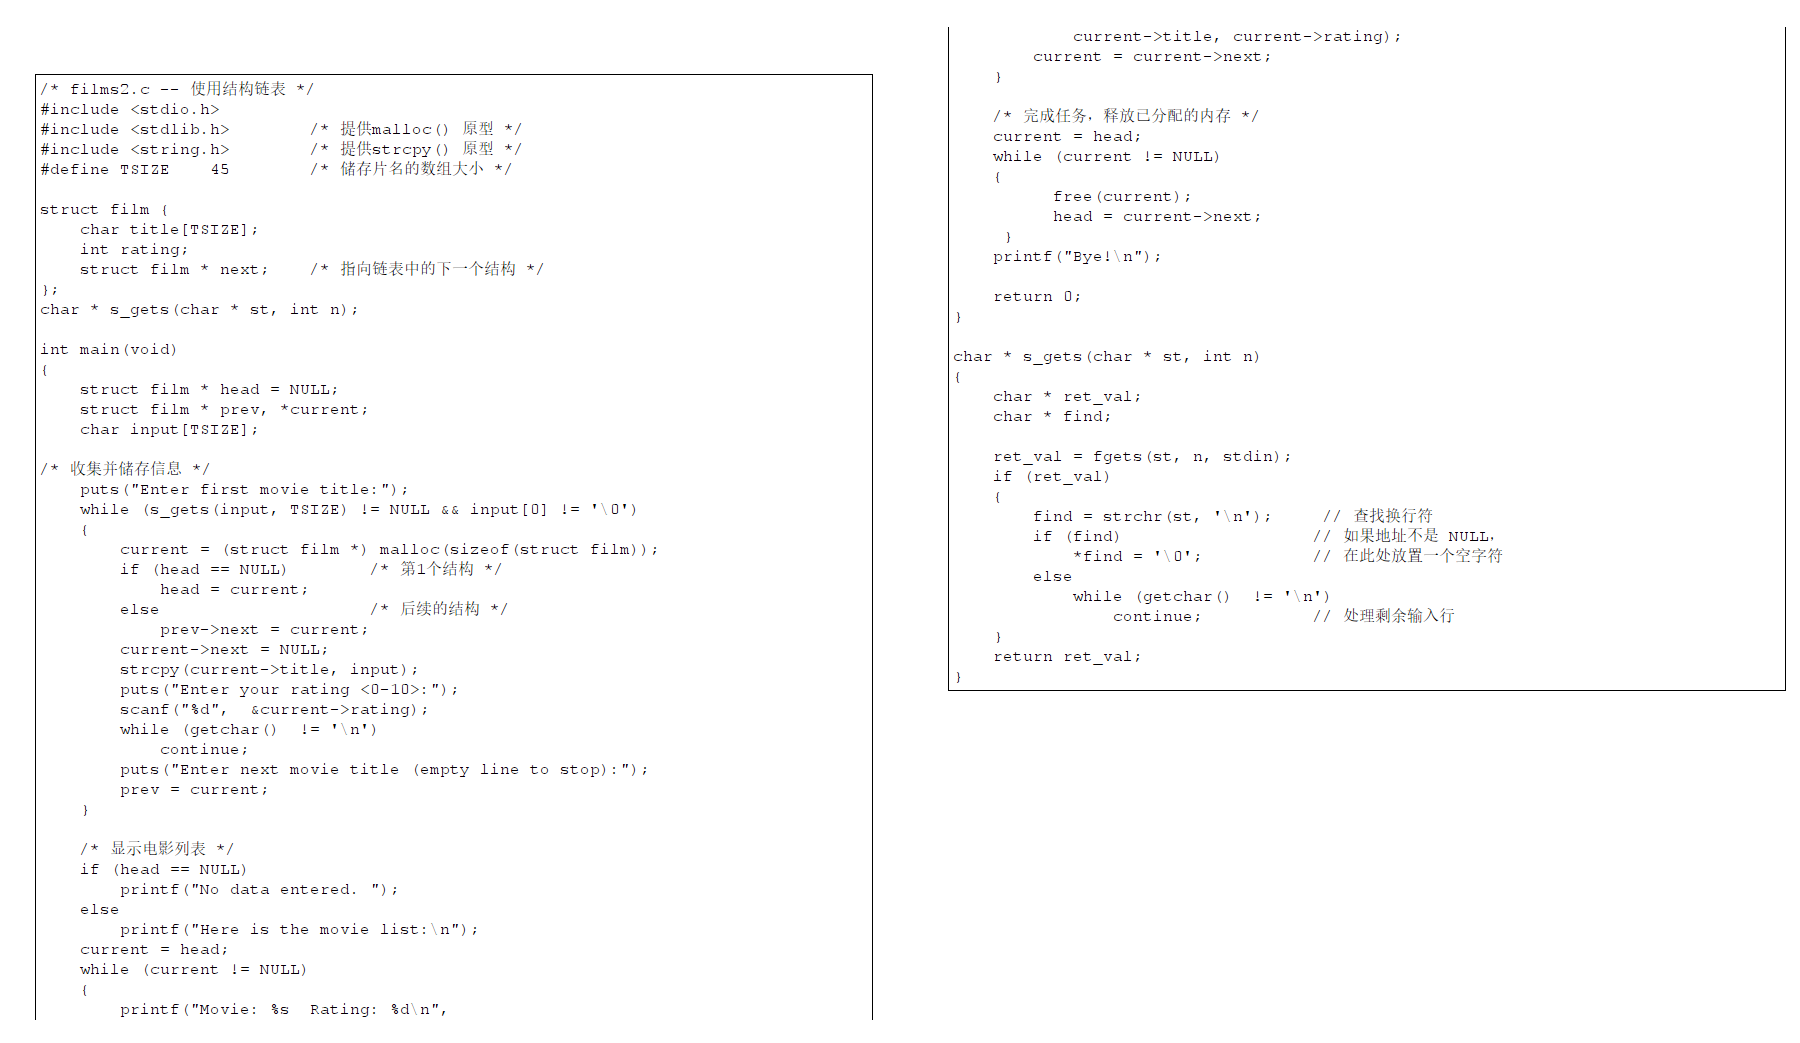 /* films2.c -- 使用结构链表 */
#include <stdio.h>
#include <stdlib.h>        /* 提供malloc() 原型 */
#include <string.h>        /* 提供strcpy() 原型 */
#define TSIZE    45        /* 储存片名的数组大小 */

struct film {
    char title[TSIZE];
    int rating;
    struct film * next;    /* 指向链表中的下一个结构 */
};
char * s_gets(char * st, int n);

int main(void)
{
    struct film * head = NULL;
    struct film * prev, *current;
    char input[TSIZE];

/* 收集并储存信息 */
    puts("Enter first movie title:");
    while (s_gets(input, TSIZE) != NULL && input[0] != '\0')
    {
        current = (struct film *) malloc(sizeof(struct film));
        if (head == NULL)        /* 第1个结构 */
            head = current;
        else                     /* 后续的结构 */
            prev->next = current;
        current->next = NULL;
        strcpy(current->title, input);
        puts("Enter your rating <0-10>:");
        scanf("%d",  &current->rating);
        while (getchar()  != '\n')
            continue;
        puts("Enter next movie title (empty line to stop):");
        prev = current;
    }

    /* 显示电影列表 */
    if (head == NULL)
        printf("No data entered. ");
    else
        printf("Here is the movie list:\n");
    current = head;
    while (current != NULL)
    {
        printf("Movie: %s  Rating: %d\n",
            current->title, current->rating);
        current = current->next;
    }

    /* 完成任务，释放已分配的内存 */
    current = head;
    while (current != NULL)
    {
          free(current);
          head = current->next;
     }
    printf("Bye!\n");

    return 0;
}

char * s_gets(char * st, int n)
{
    char * ret_val;
    char * find;

    ret_val = fgets(st, n, stdin);
    if (ret_val)
    {
        find = strchr(st, '\n');     // 查找换行符
        if (find)                   // 如果地址不是 NULL，
            *find = '\0';           // 在此处放置一个空字符
        else
            while (getchar()  != '\n')
                continue;           // 处理剩余输入行
    }
    return ret_val;
}